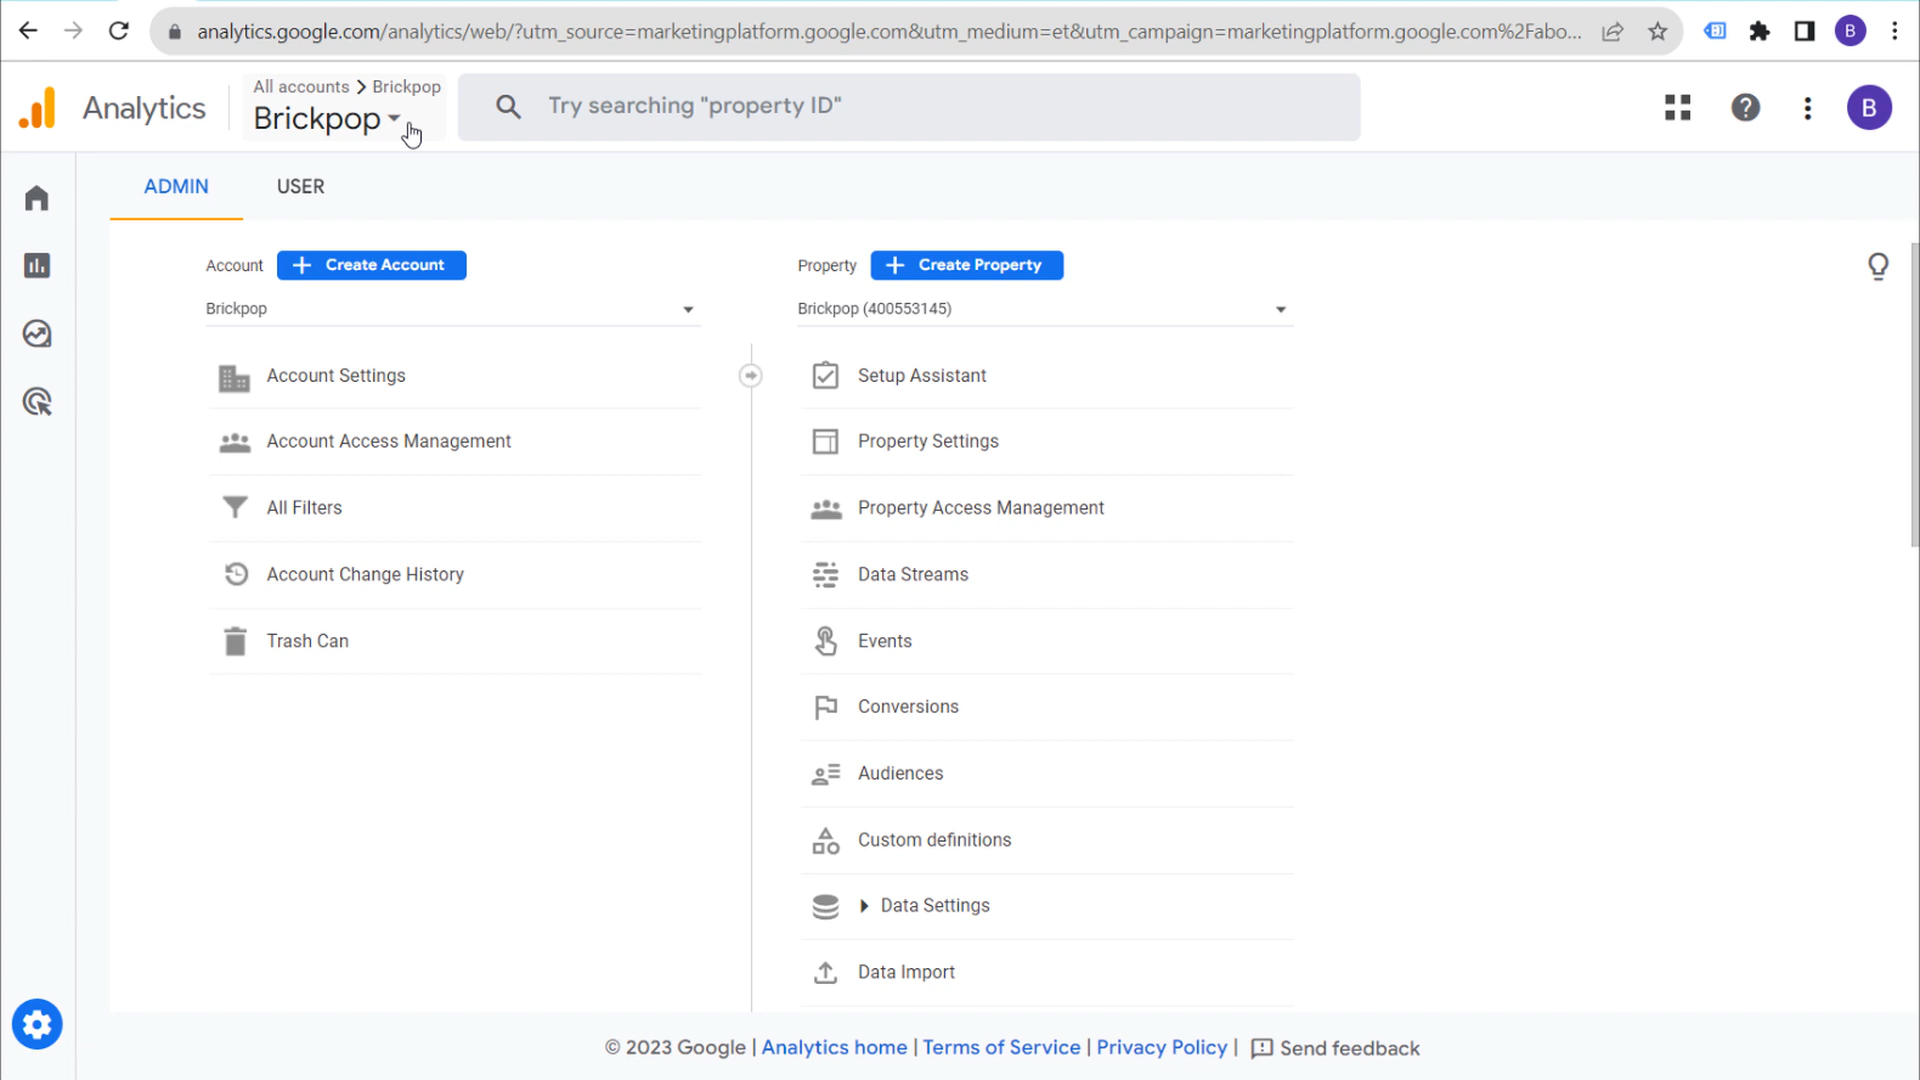 analytics.google.com/analytics/web/?utm_source=marketingplatform.google.com&utm_medium=et&utm_campaign=marketingplatform.google.com%2Fabo...
B
Analytics
All accounts > Brickpop
Brickpop
Try searching "property ID"
B
ADMIN
USER
Account
+ Create Account
Property
+ Create Property
Brickpop
Brickpop (400553145)
Account Settings
Account Access Management
All Filters
Account Change History
Trash Can
Setup Assistant
Property Settings
Property Access Management
Data Streams
Events
Conversions
Audiences
Custom definitions
Data Settings
Data Import
© 2023 Google | Analytics home | Terms of Service | Privacy Policy | Send feedback